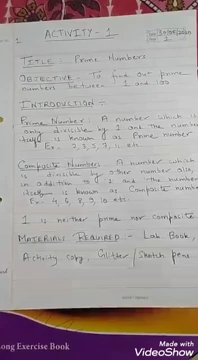 1
ACTIVITY - 1
TITLE: Prime Numbers
OBJECTIVE - To find out prime
numbers between 1 and 100
INTRODUCTION =
Prime Number: A number which is
only divisible by 1 and the number
itself is known as Prime number
Ex. 2, 3, 5, 7, 11 etc
Composite Number: A number which
is divisible by other number also,
in addition to 1 and the number
itself is known as Composite number
Ex. 4, 6, 8, 9, 10 etc.
1 is neither prime nor composite
MATERIALS REQUIRED - Lab Book,
Activity copy, Glitter / Sketch Pens
Long Exercise Book
Made with
VideoShow